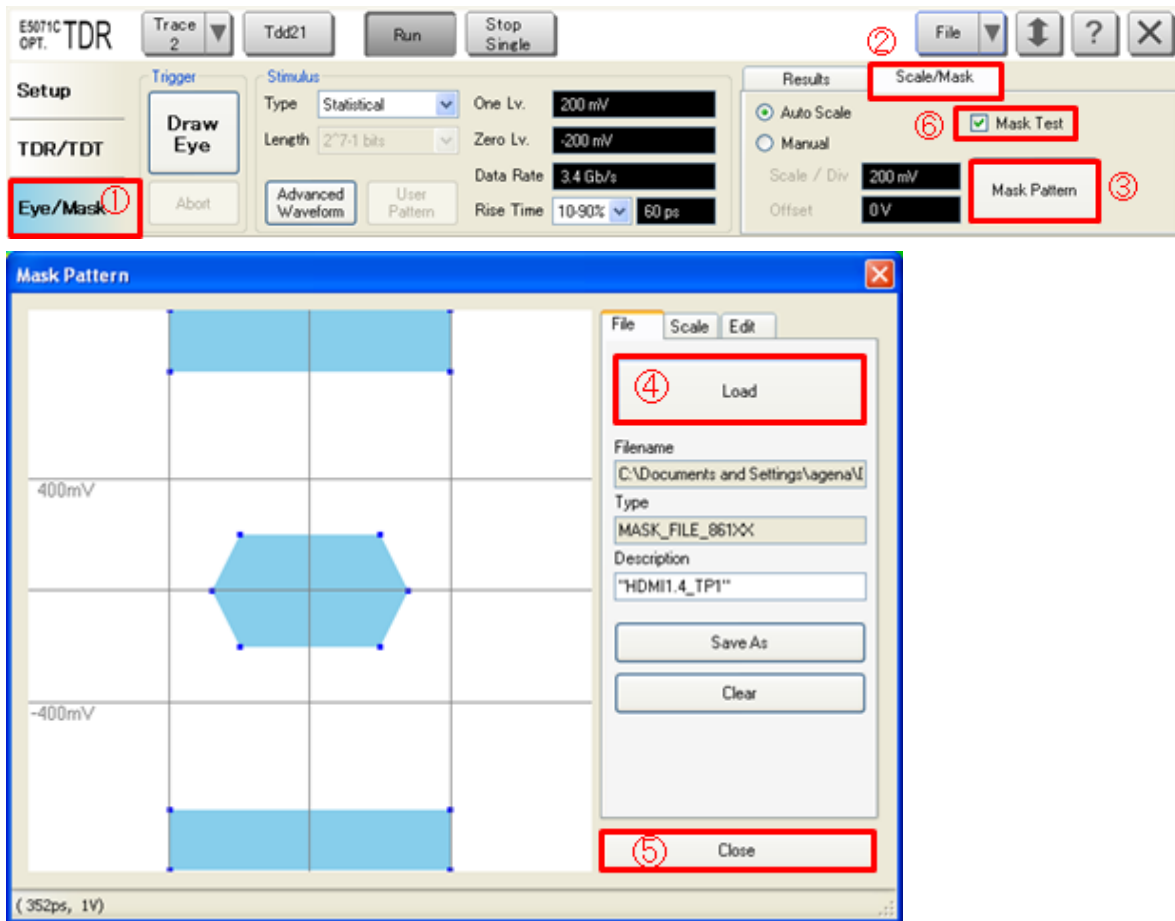 E5071C OPT. TDR
Trace 2
Tdd21
Run
Stop Single
②
File
?
Setup
TDR/TDT
Eye/Mask ①
Trigger
Draw Eye
Abort
Stimulus
Type Statistical
Length 2^7-1 bits
Advanced Waveform
User Pattern
One Lv. 200 mV
Zero Lv. -200 mV
Data Rate 3.4 Gb/s
Rise Time 10-90% 60 ps
Results
Scale/Mask
Auto Scale
Manual
⑥ Mask Test
Scale / Div 200 mV
Offset 0 V
Mask Pattern ③
Mask Pattern
400mV
-400mV
File Scale Edit
④ Load
Filename
C:\Documents and Settings\agena\
Type
MASK_FILE_861XX
Description
"HDMI1.4_TP1"
Save As
Clear
⑤ Close
( 352ps, 1V)